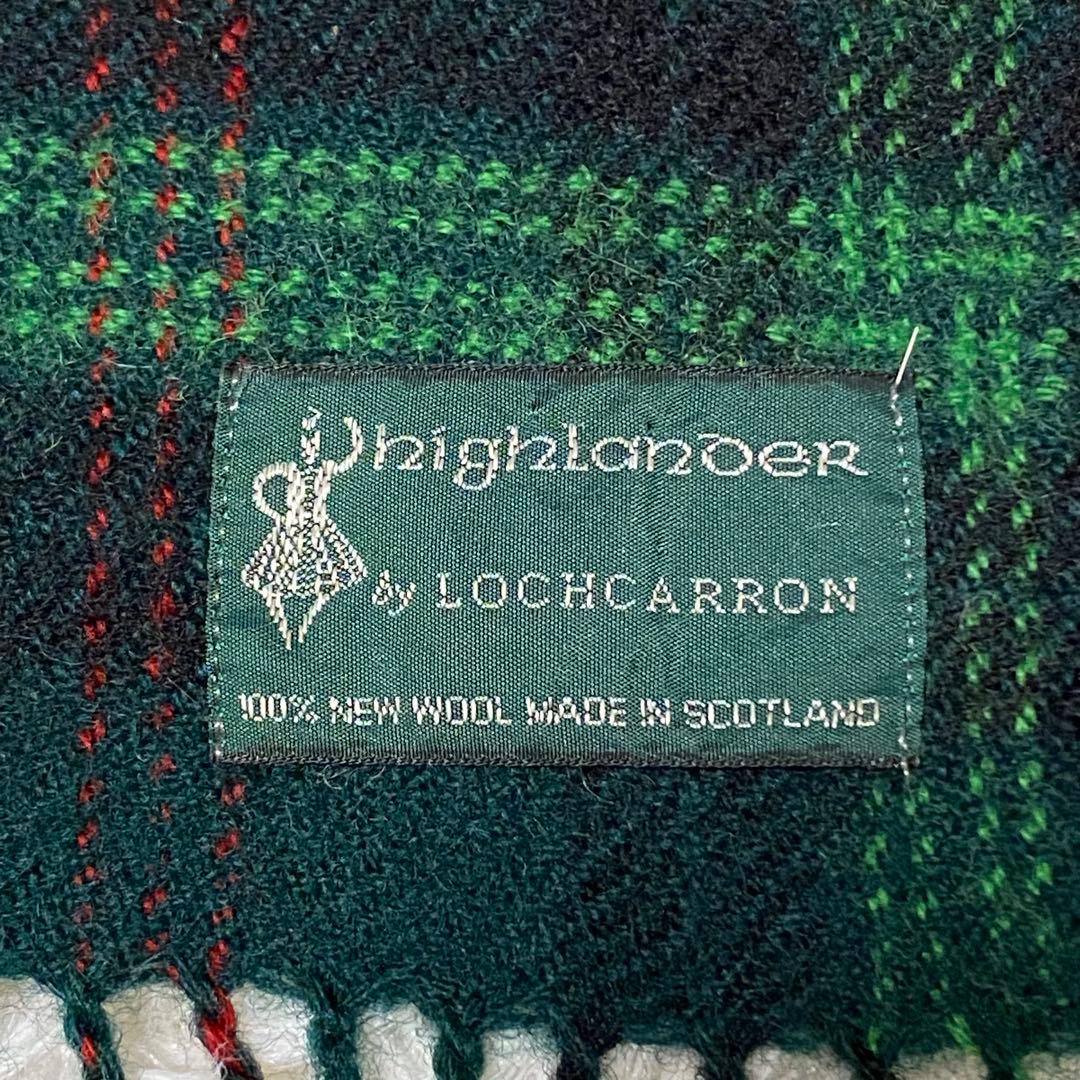 highlander
by LOCHCARRON
100% NEW WOOL MADE IN SCOTLAND